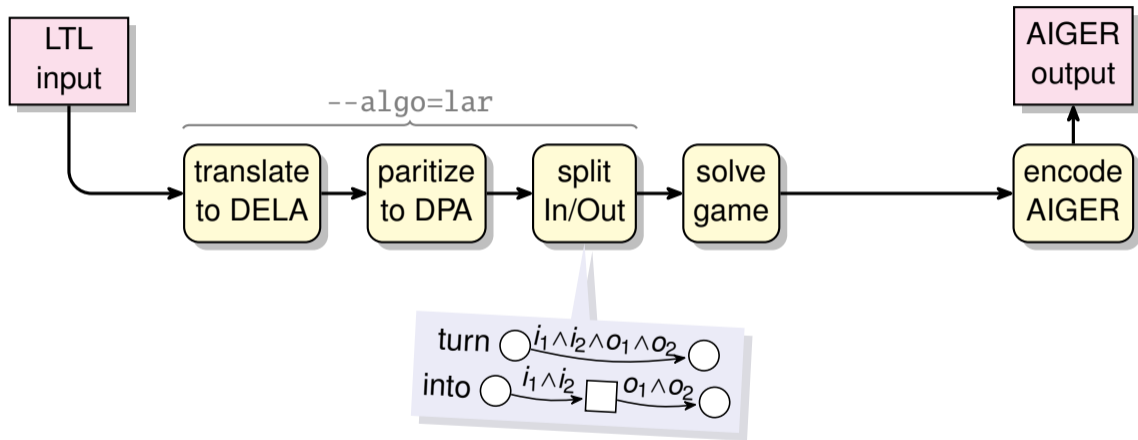 LTL
input
AIGER
output
--algo=lar
translate
to DELA
paritize
to DPA
split
In/Out
solve
game
encode
AIGER
turn i₁∧i₂∧o₁∧o₂
into i₁∧i₂ o₁∧o₂